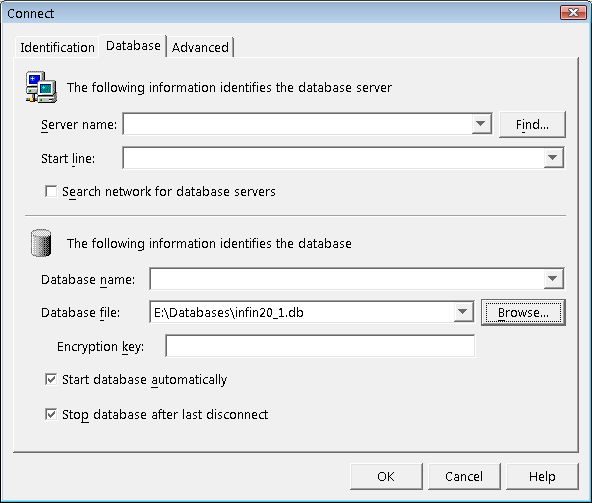 Connect
Identification Database Advanced
The following information identifies the database server
Server name: Find...
Start line:
Search network for database servers
The following information identifies the database
Database name:
Database file: E:\Databases\infin20_1.db Browse...
Encryption key:
Start database automatically
Stop database after last disconnect
OK Cancel Help